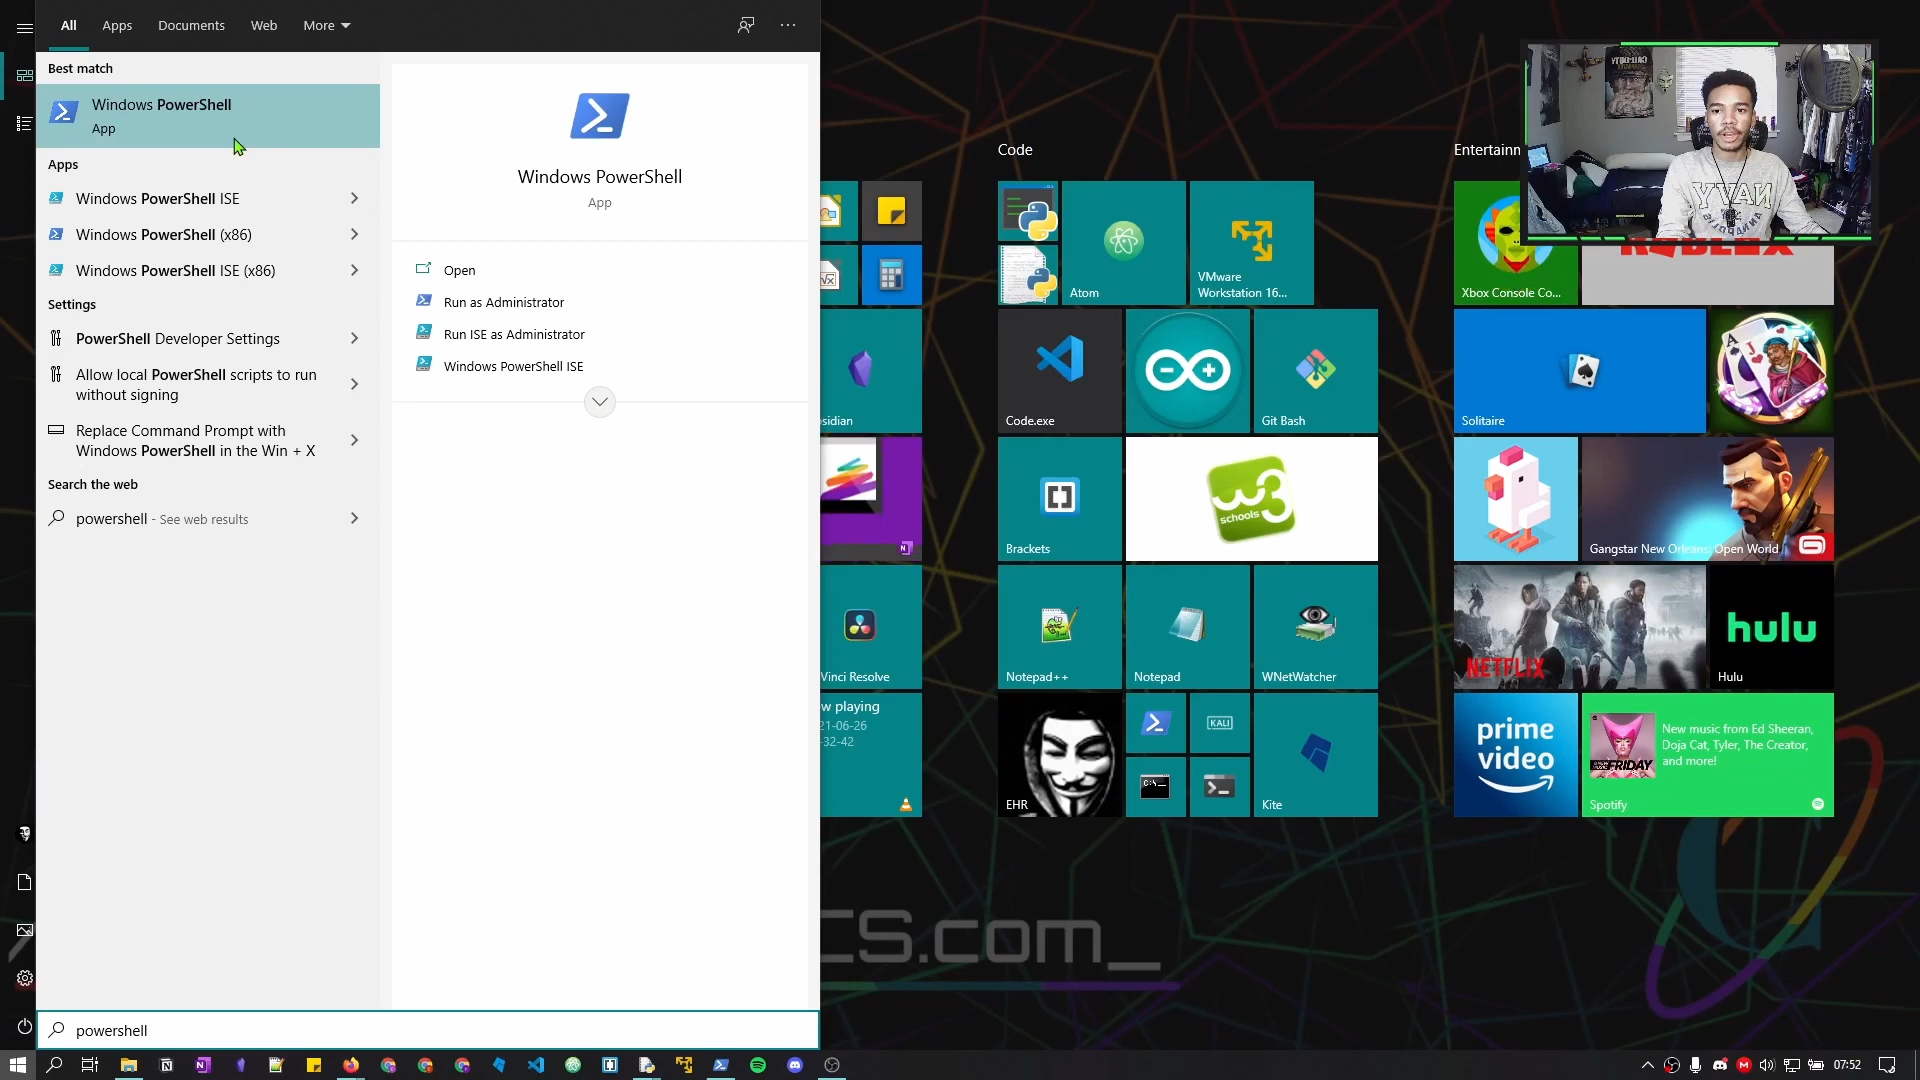 All
Apps
Documents
Web
More
Best match
Windows PowerShell
App
Apps
Windows PowerShell ISE
Windows PowerShell (x86)
Windows PowerShell ISE (x86)
Settings
PowerShell Developer Settings
Allow local PowerShell scripts to run
without signing
Replace Command Prompt with
Windows PowerShell in the Win + X
Search the web
powershell - See web results
powershell
Windows PowerShell
App
Open
Run as Administrator
Run ISE as Administrator
Windows PowerShell ISE
sidian
Vinci Resolve
w playing
21-06-26
-32-42
Code
Atom
VMware
Workstation 16...
Code.exe
Git Bash
Brackets
w3
schools
Notepad++
Notepad
WNetWatcher
EHR
KALI
C:\
Kite
Entertainn
Xbox Console Co...
ROBLOX
Solitaire
Gangstar New Orleans: Open World
NETFLIX
hulu
Hulu
prime
video
New music from Ed Sheeran,
Doja Cat, Tyler, The Creator,
and more!
FRIDAY
Spotify
NAVY
CS.com_
07:52